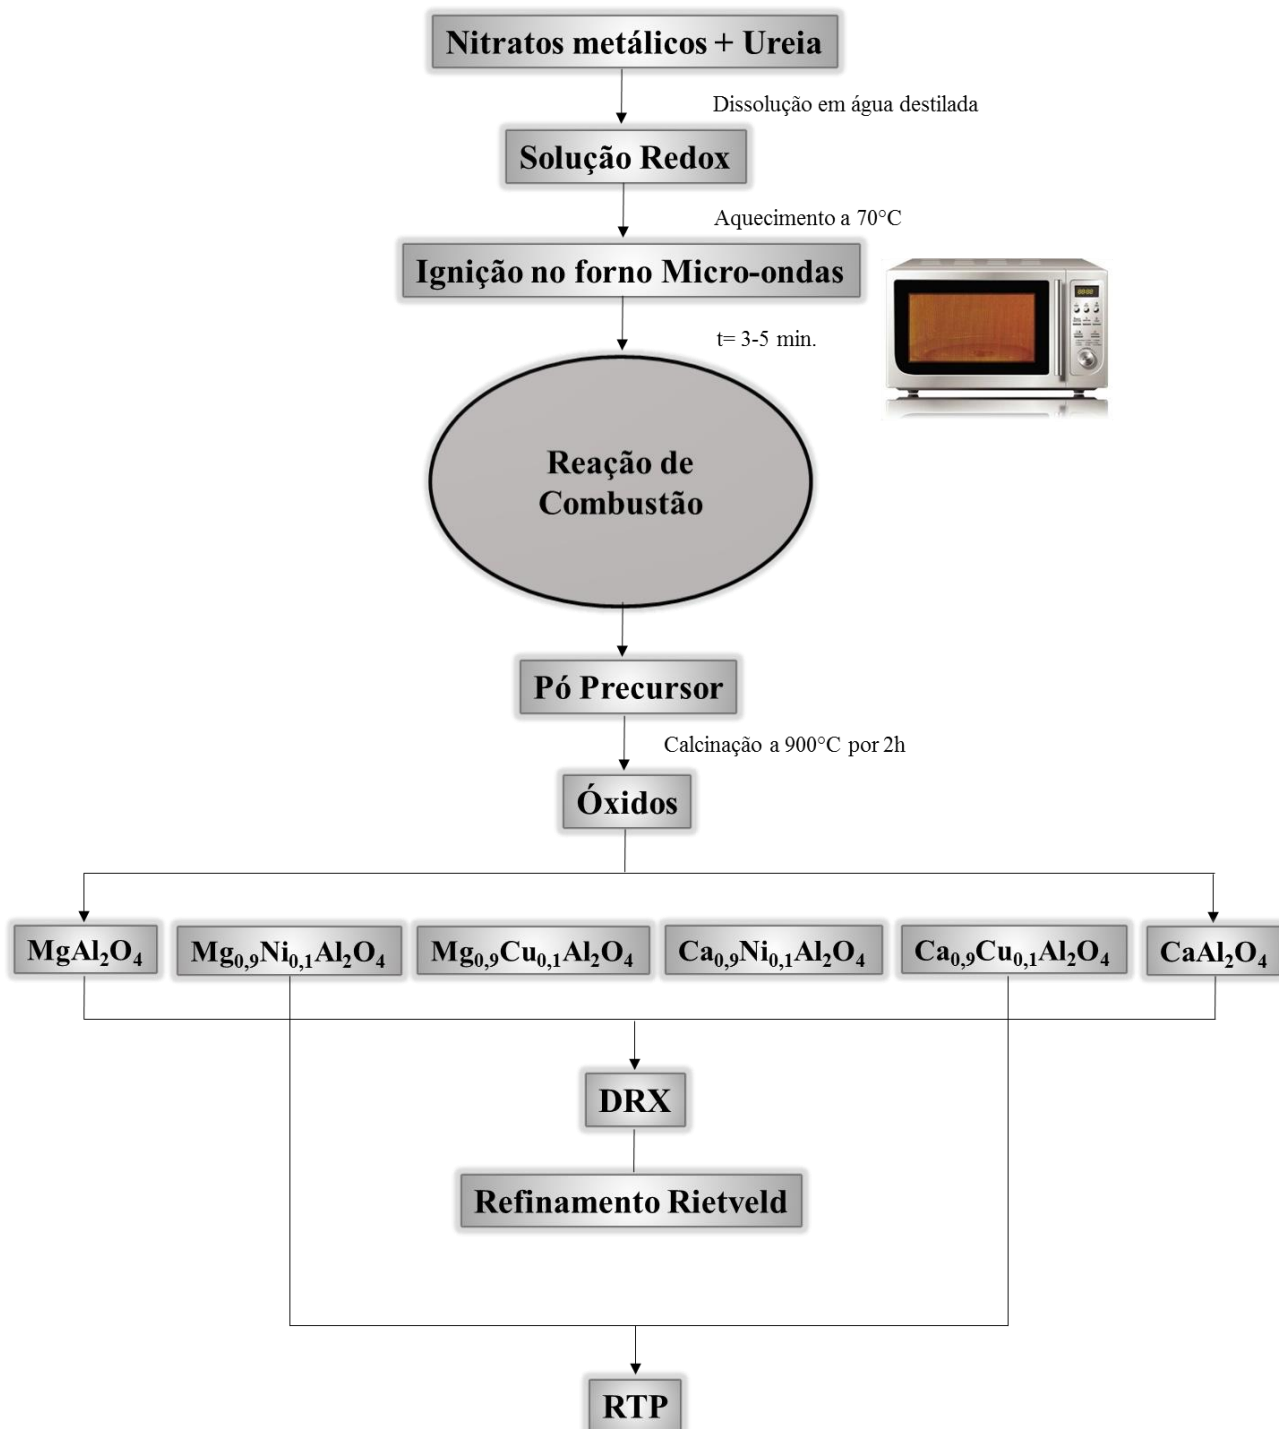 Nitratos metálicos + Ureia
Dissolução em água destilada
Solução Redox
Aquecimento a 70°C
Ignição no forno Micro-ondas
t= 3-5 min.
Reação de
Combustão
Pó Precursor
Calcinação a 900°C por 2h
Óxidos
MgAl₂O₄
Mg₀,₉Ni₀,₁Al₂O₄
Mg₀,₉Cu₀,₁Al₂O₄
Ca₀,₉Ni₀,₁Al₂O₄
Ca₀,₉Cu₀,₁Al₂O₄
CaAl₂O₄
DRX
Refinamento Rietveld
RTP